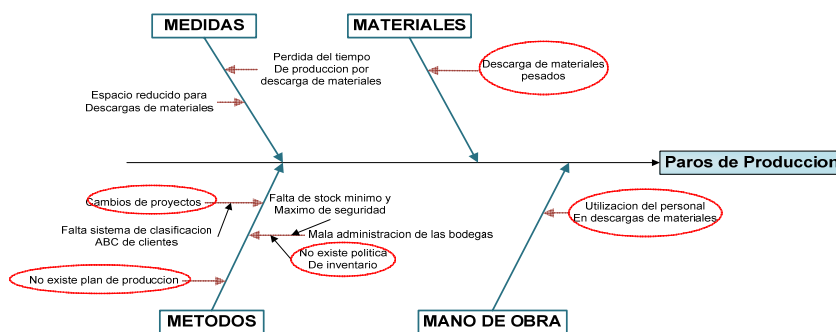 MEDIDAS
MATERIALES
Perdida del tiempo
De produccion por
descarga de materiales
Descarga de materiales
pesados
Espacio reducido para
Descargas de materiales
Paros de Produccion
Cambios de proyectos
Falta de stock minimo y
Maximo de seguridad
Utilizacion del personal
En descargas de materiales
Falta sistema de clasificacion
ABC de clientes
Mala administracion de las bodegas
No existe politica
De inventario
No existe plan de produccion
METODOS
MANO DE OBRA